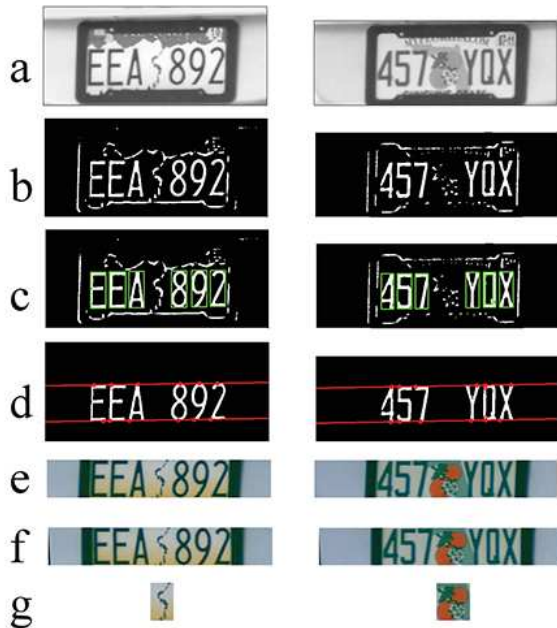 a EEA 892 457 YQX
b EEA 892 457 YQX
c EEA 892 457 YQX
d EEA 892 457 YQX
e EEA 892 457 YQX
f EEA 892 457 YQX
g